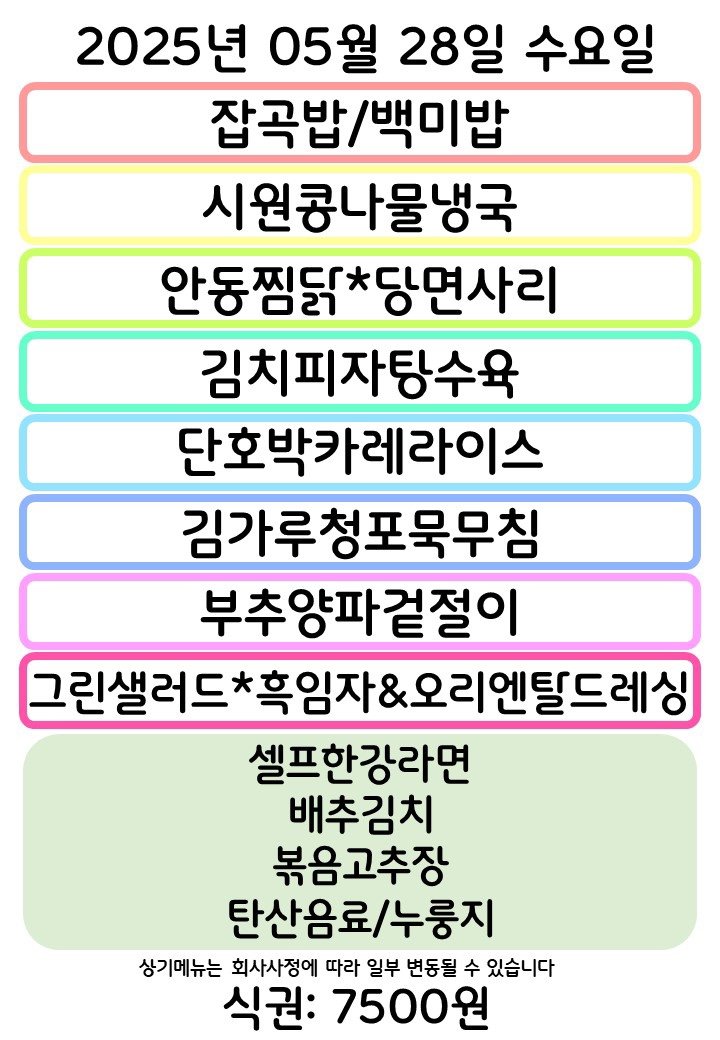 2025년 05월 28일 수요일
잡곡밥/백미밥
시원콩나물냉국
안동찜닭*당면사리
김치피자탕수육
단호박카레라이스
김가루청포묵무침
부추양파겉절이
그린샐러드*흑임자&오리엔탈드레싱
셀프한강라면
배추김치
볶음고추장
탄산음료/누룽지
상기메뉴는 회사사정에 따라 일부 변동될 수 있습니다
식권: 7500원